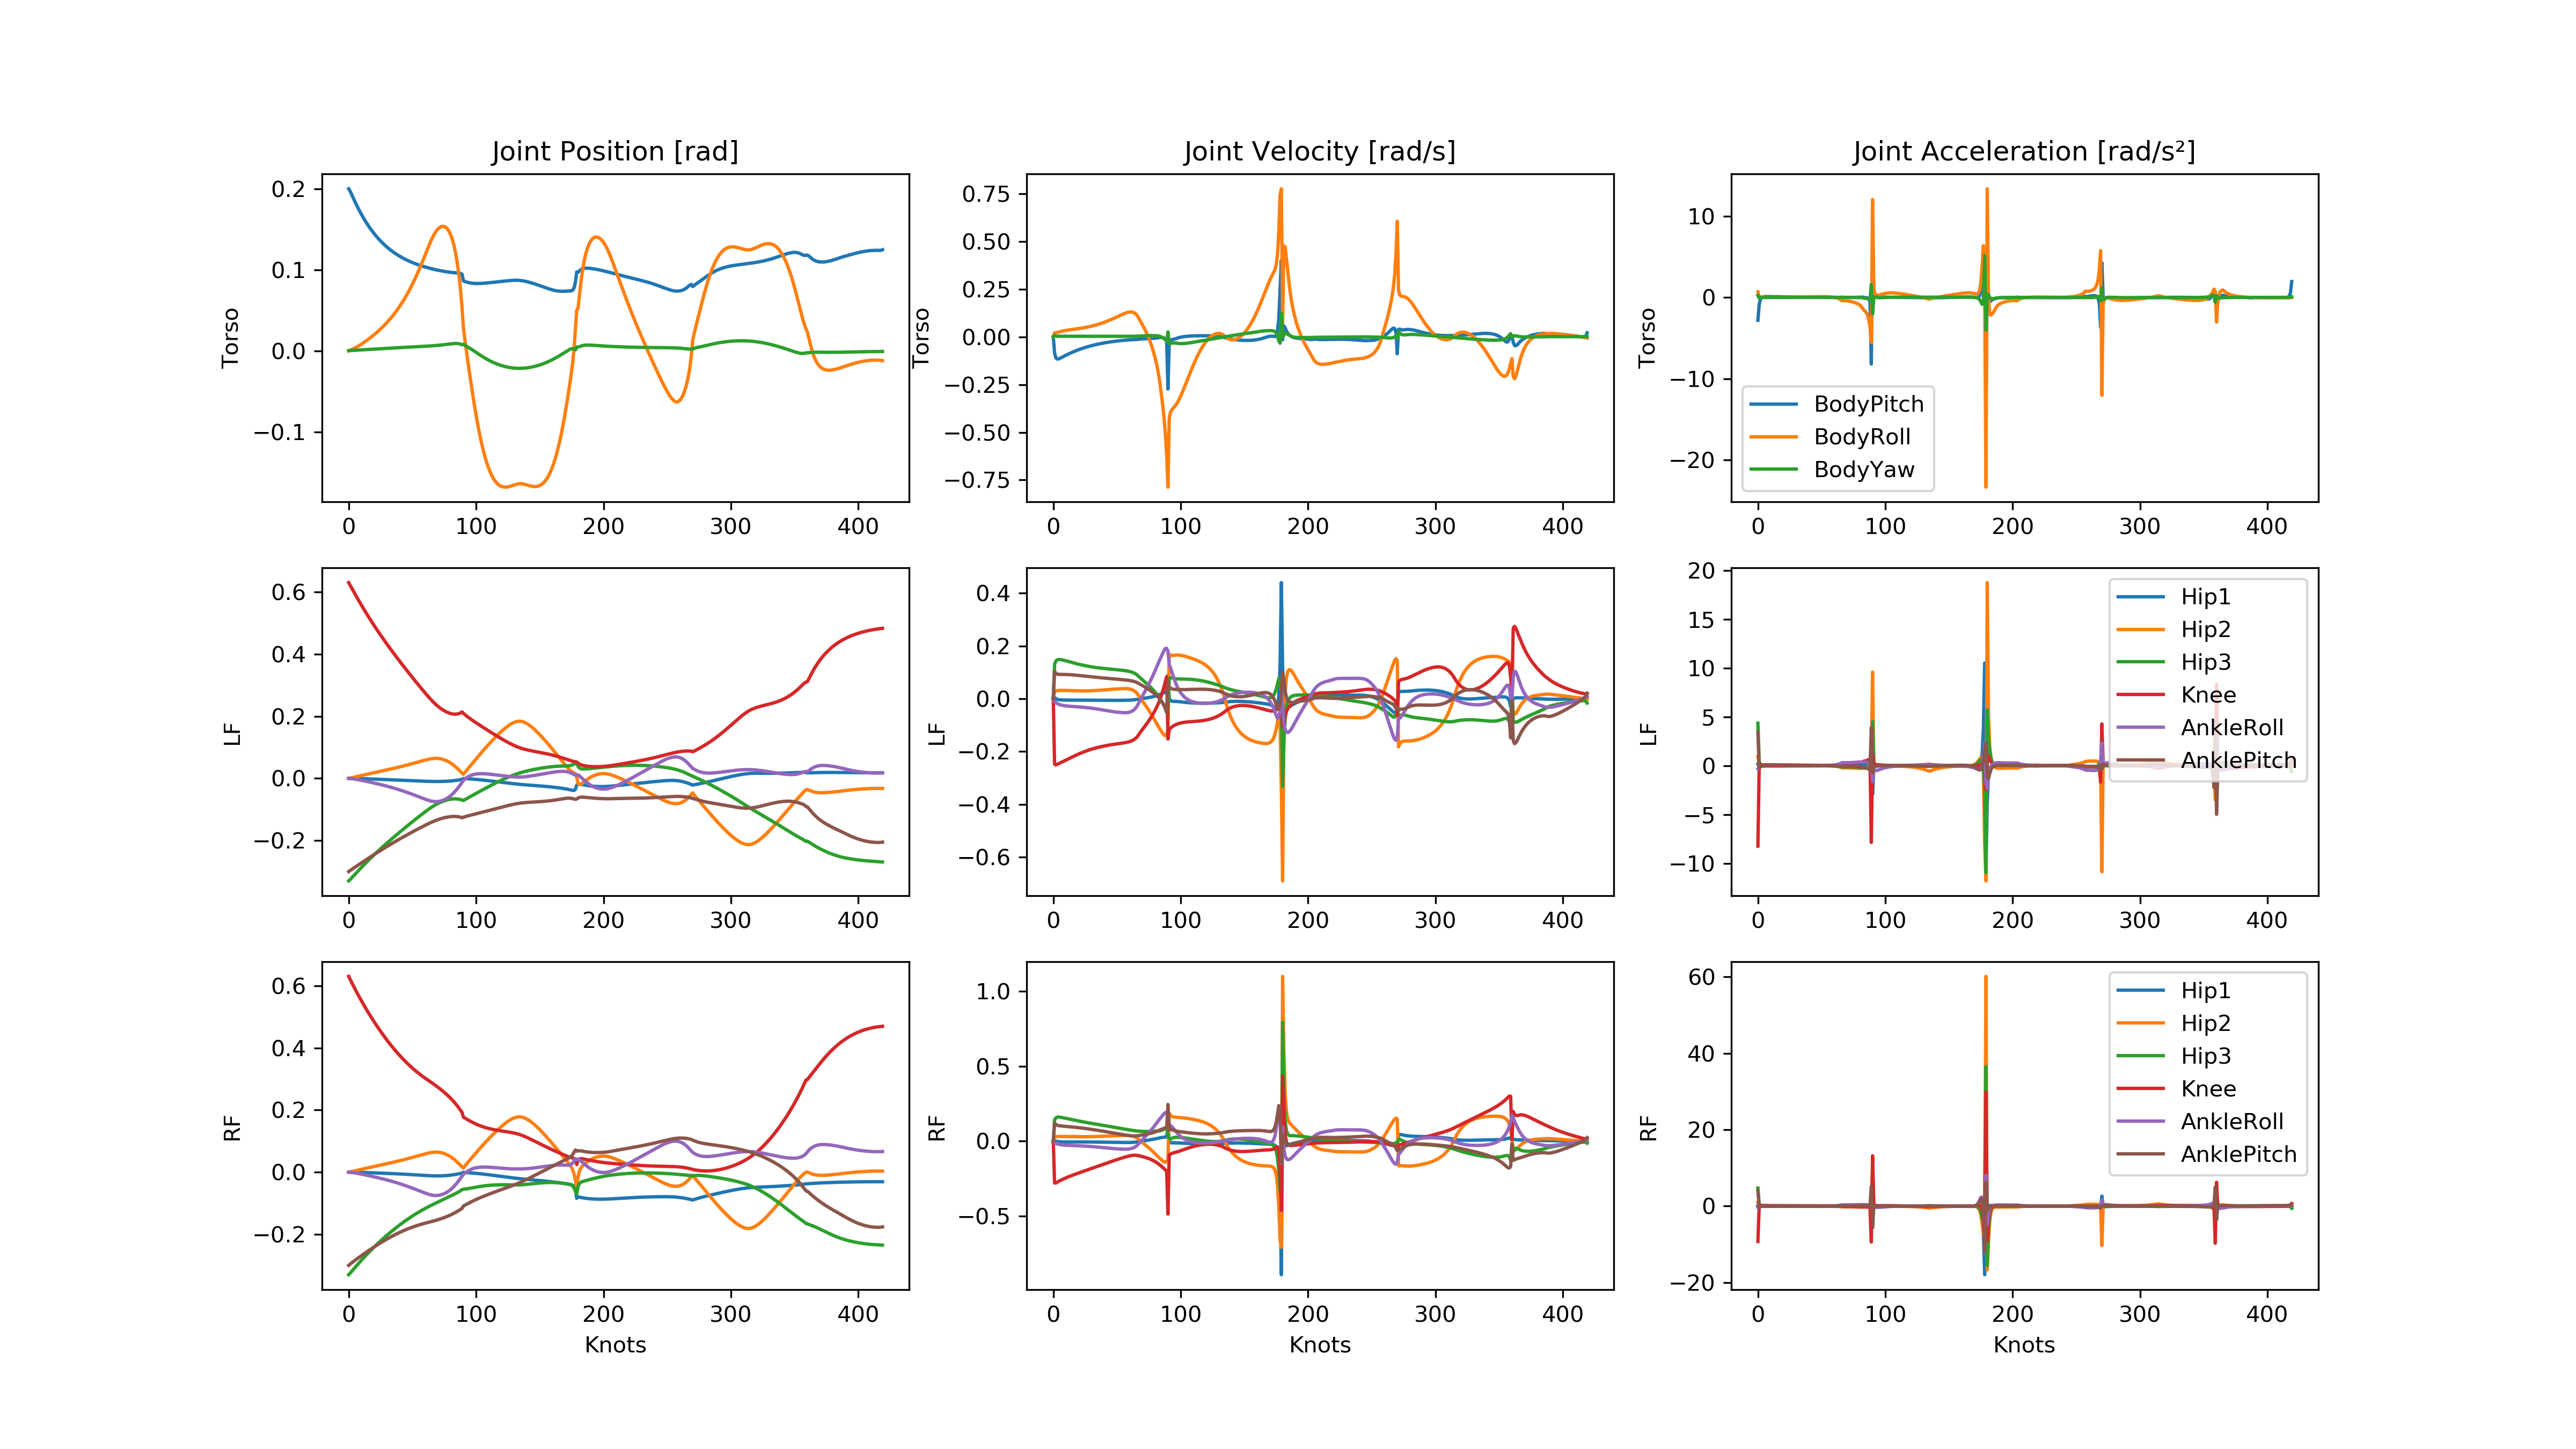 Joint Position [rad]
Joint Velocity [rad/s]
Joint Acceleration [rad/s²]
Torso
0.2
0.1
0.0
−0.1
0 100 200 300 400
Torso
0.75
0.50
0.25
0.00
−0.25
−0.50
−0.75
0 100 200 300 400
Torso
10
0
−10
−20
BodyPitch
BodyRoll
BodyYaw
0 100 200 300 400
LF
0.6
0.4
0.2
0.0
−0.2
0 100 200 300 400
LF
0.4
0.2
0.0
−0.2
−0.4
−0.6
0 100 200 300 400
LF
20
15
10
5
0
−5
−10
Hip1
Hip2
Hip3
Knee
AnkleRoll
AnklePitch
0 100 200 300 400
RF
0.6
0.4
0.2
0.0
−0.2
0 100 200 300 400
Knots
RF
1.0
0.5
0.0
−0.5
0 100 200 300 400
Knots
RF
60
40
20
0
−20
Hip1
Hip2
Hip3
Knee
AnkleRoll
AnklePitch
0 100 200 300 400
Knots